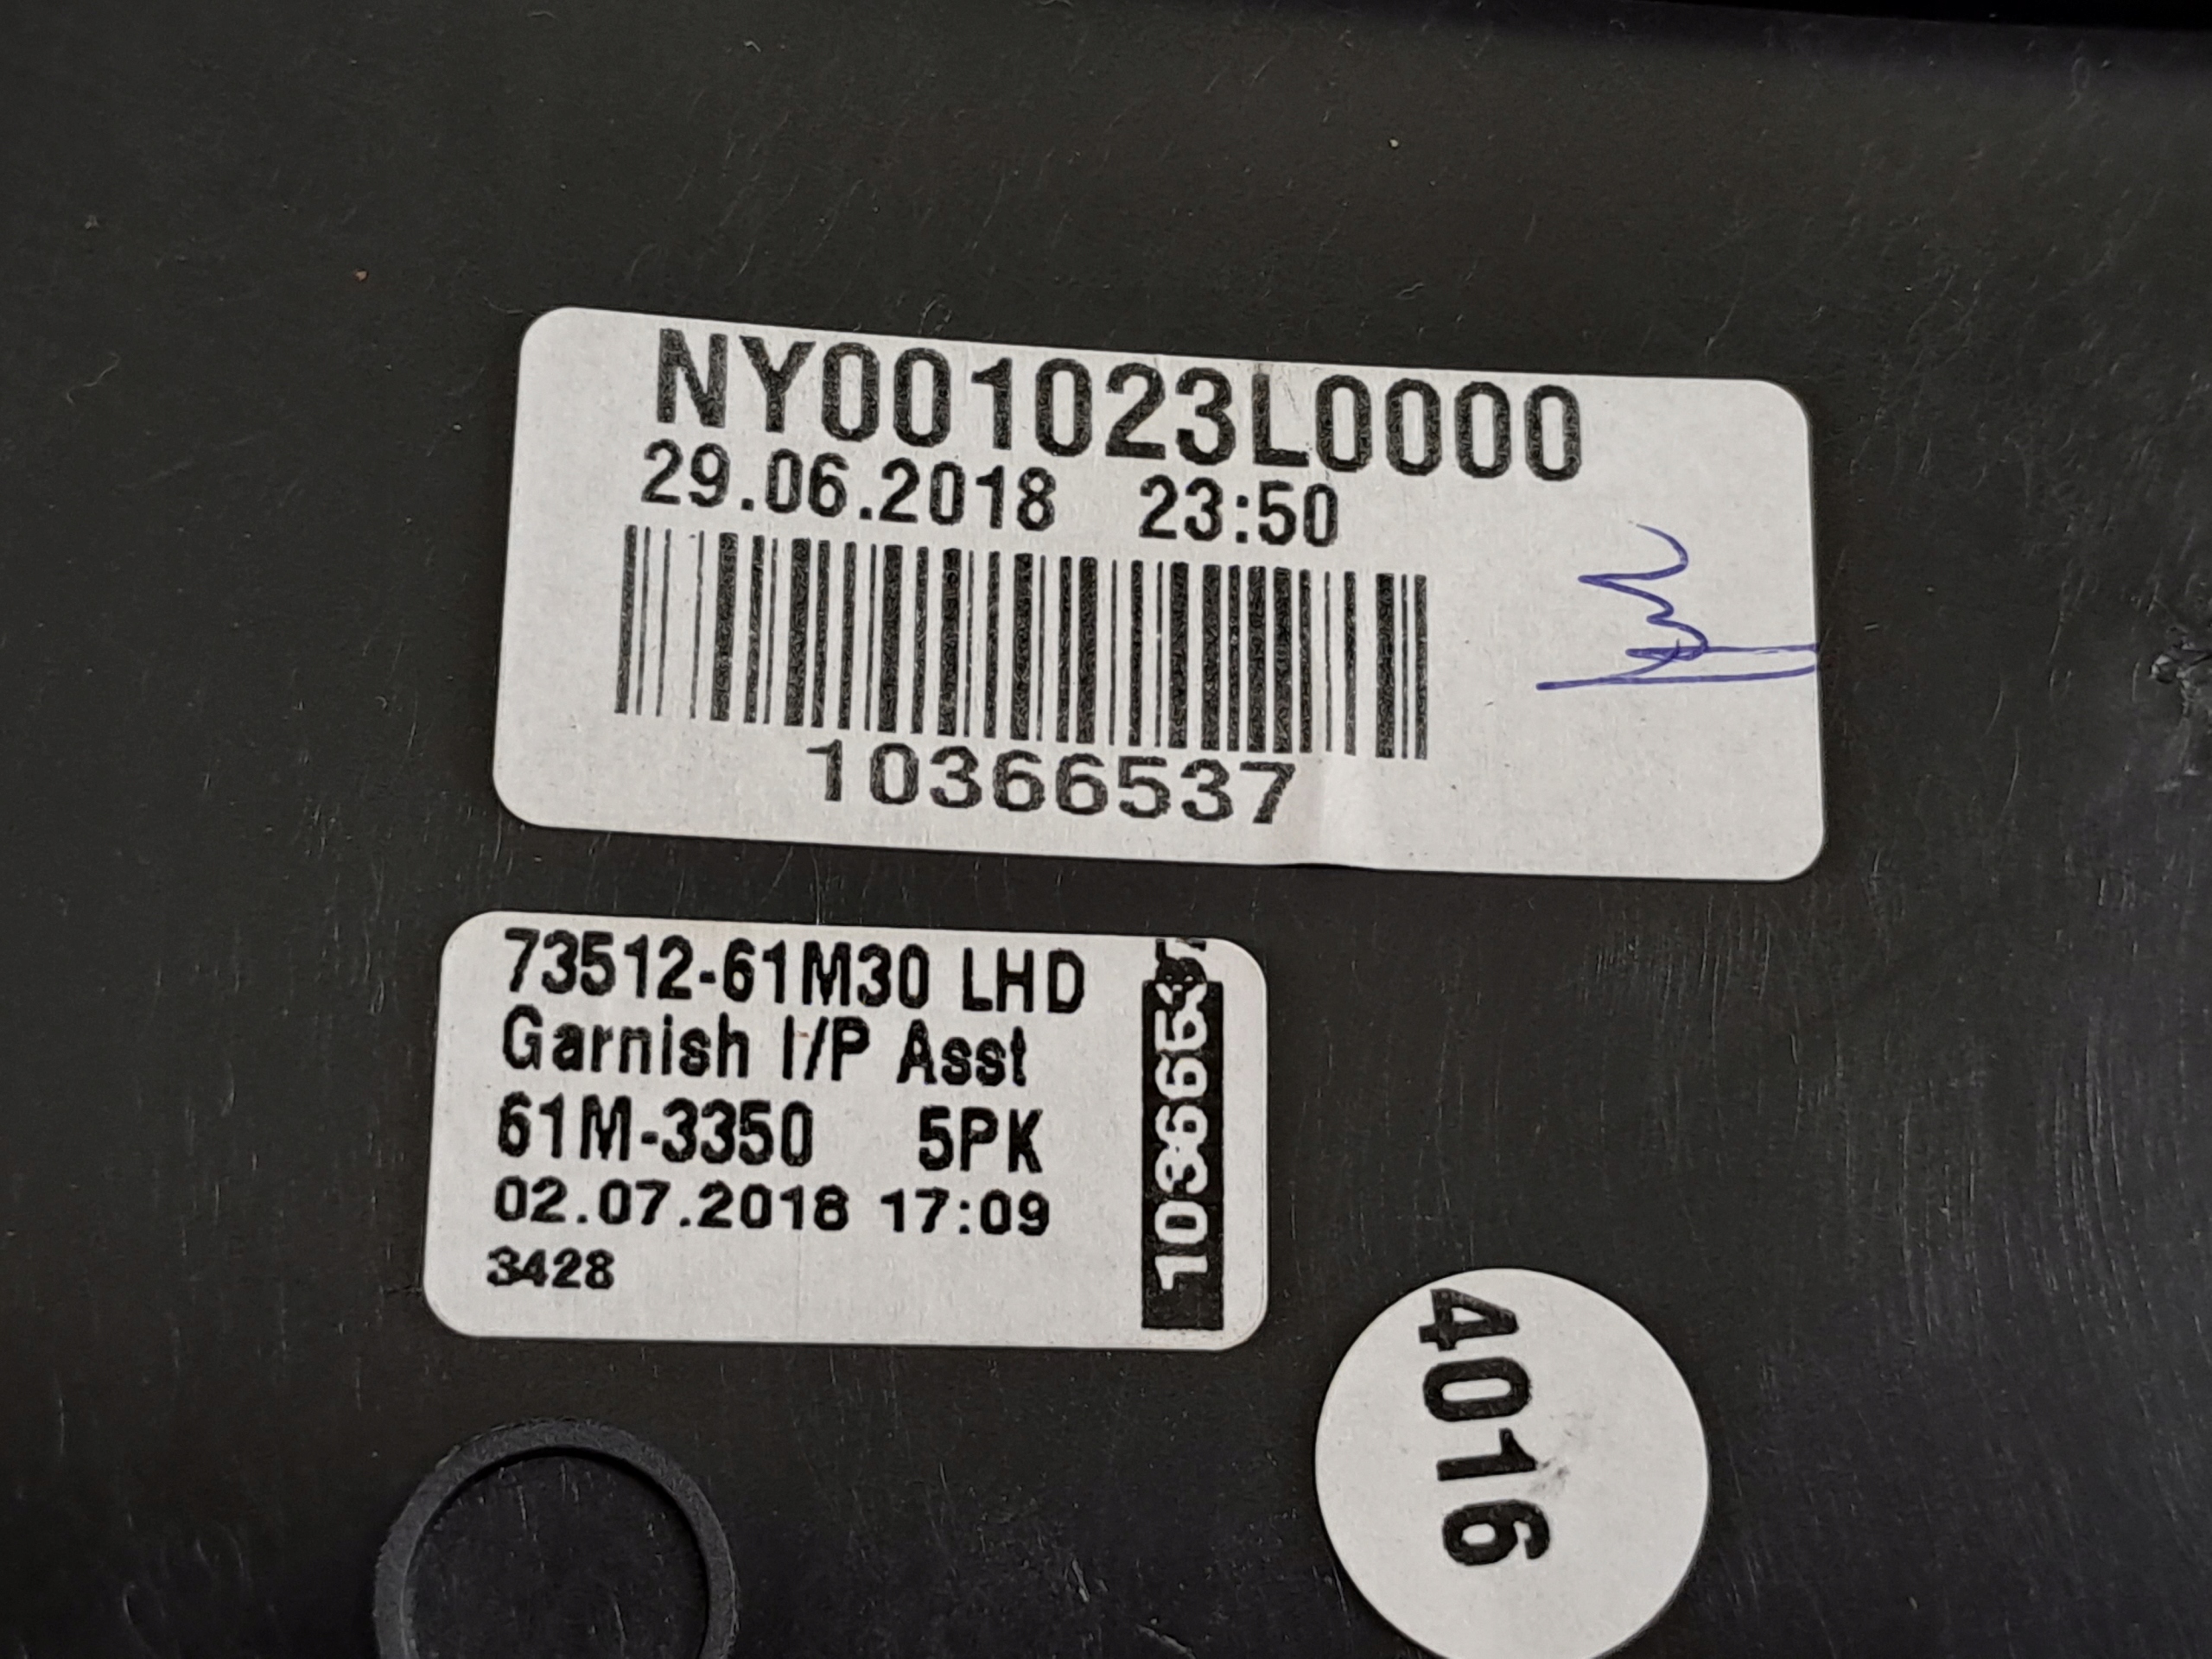 NY001023L0000
29.06.2018 23:50
10366537
73512-61M30 LHD
Garnish I/P Asst
61M-3350 5PK
02.07.2018 17:09
3428
10366537
4016